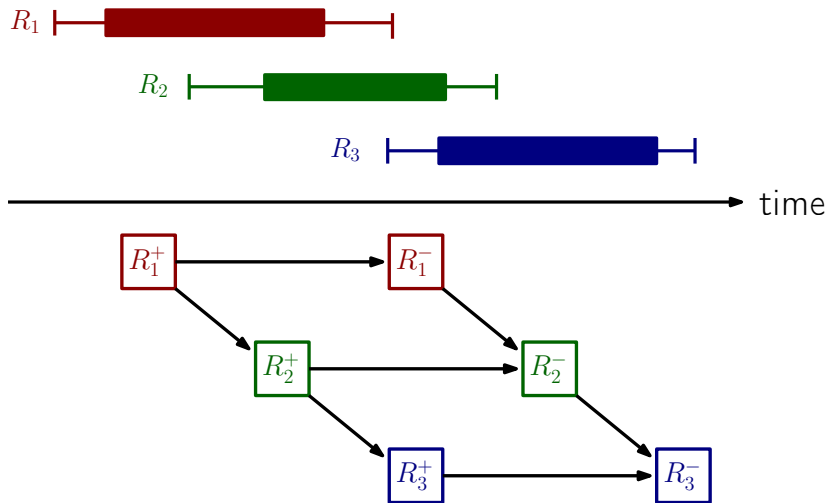 R₁
R₂
R₃
time
R₁⁺ R₁⁻
R₂⁺ R₂⁻
R₃⁺ R₃⁻